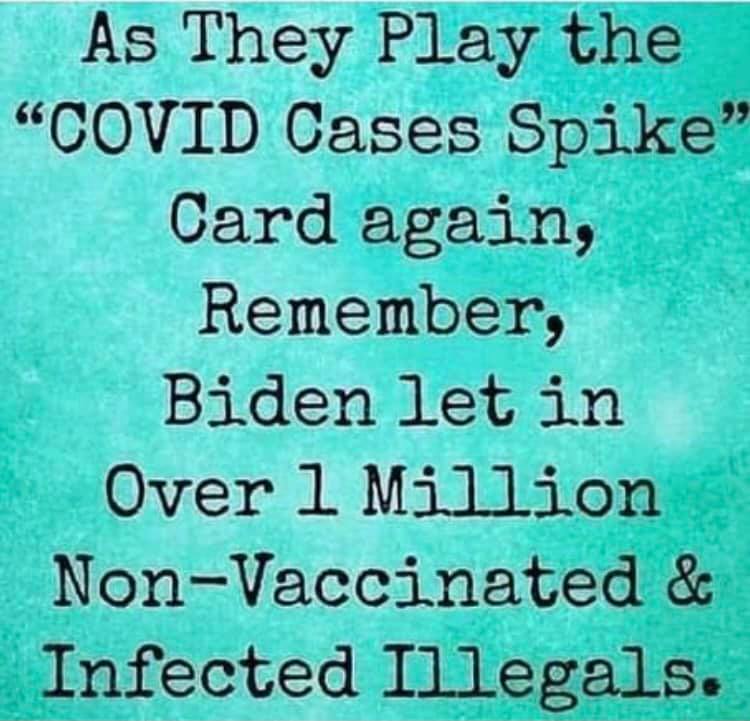 As They Play the
“COVID Cases Spike”
Card again,
Remember,
Biden let in
Over 1 Million
Non-Vaccinated &
Infected Illegals.